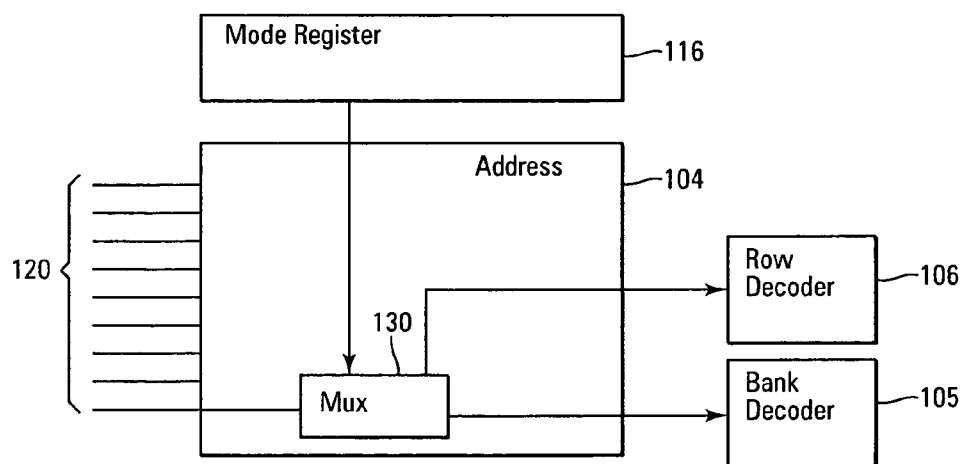 Mode Register
116
Address
104
120
Row
Decoder
106
130
Mux
Bank
Decoder
105